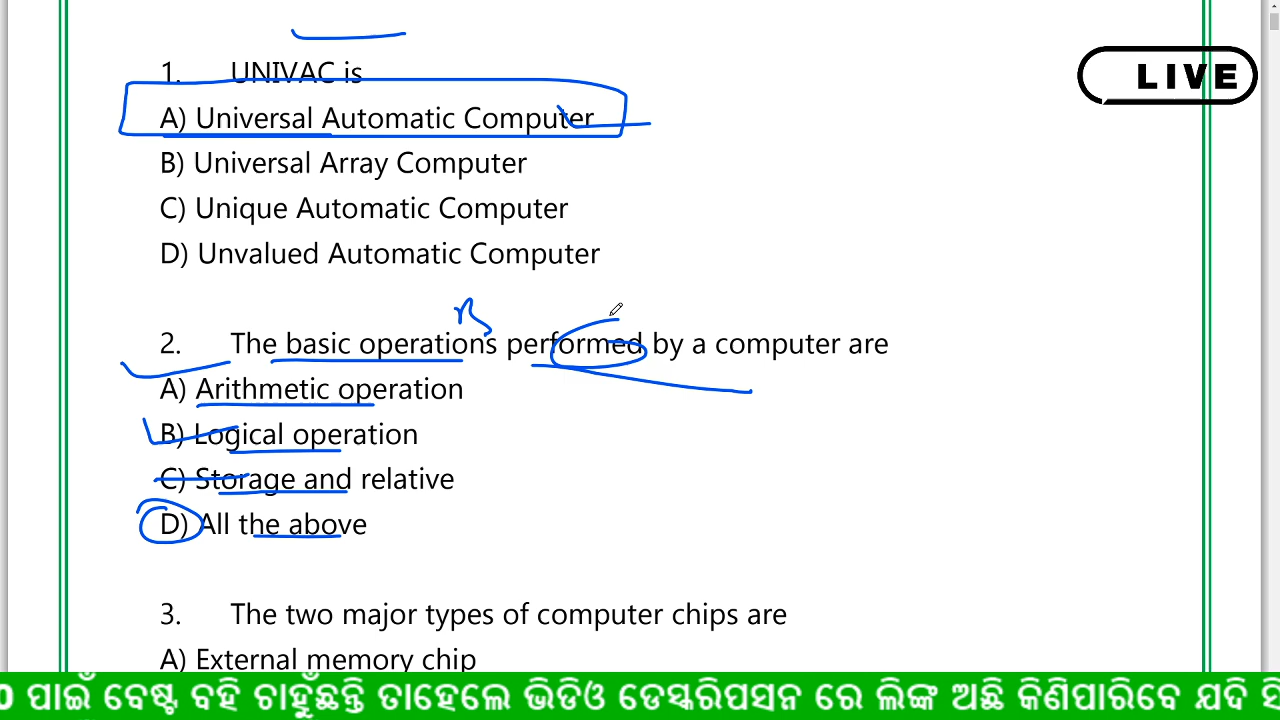 1. UNIVAC is
LIVE
A) Universal Automatic Computer
B) Universal Array Computer
C) Unique Automatic Computer
D) Unvalued Automatic Computer
2. The basic operations performed by a computer are
A) Arithmetic operation
B) Logical operation
C) Storage and relative
D) All the above
3. The two major types of computer chips are
A) External memory chip
0 ପାଇଁ ବେଷ୍ଟ ବହି ଚାହୁଁଛନ୍ତି ତାହେଲେ ଭିଡିଓ ଡେସ୍କରିପସନ ରେ ଲିଙ୍କ ଅଛି କିଣିପାରିବେ ଯଦି ସି